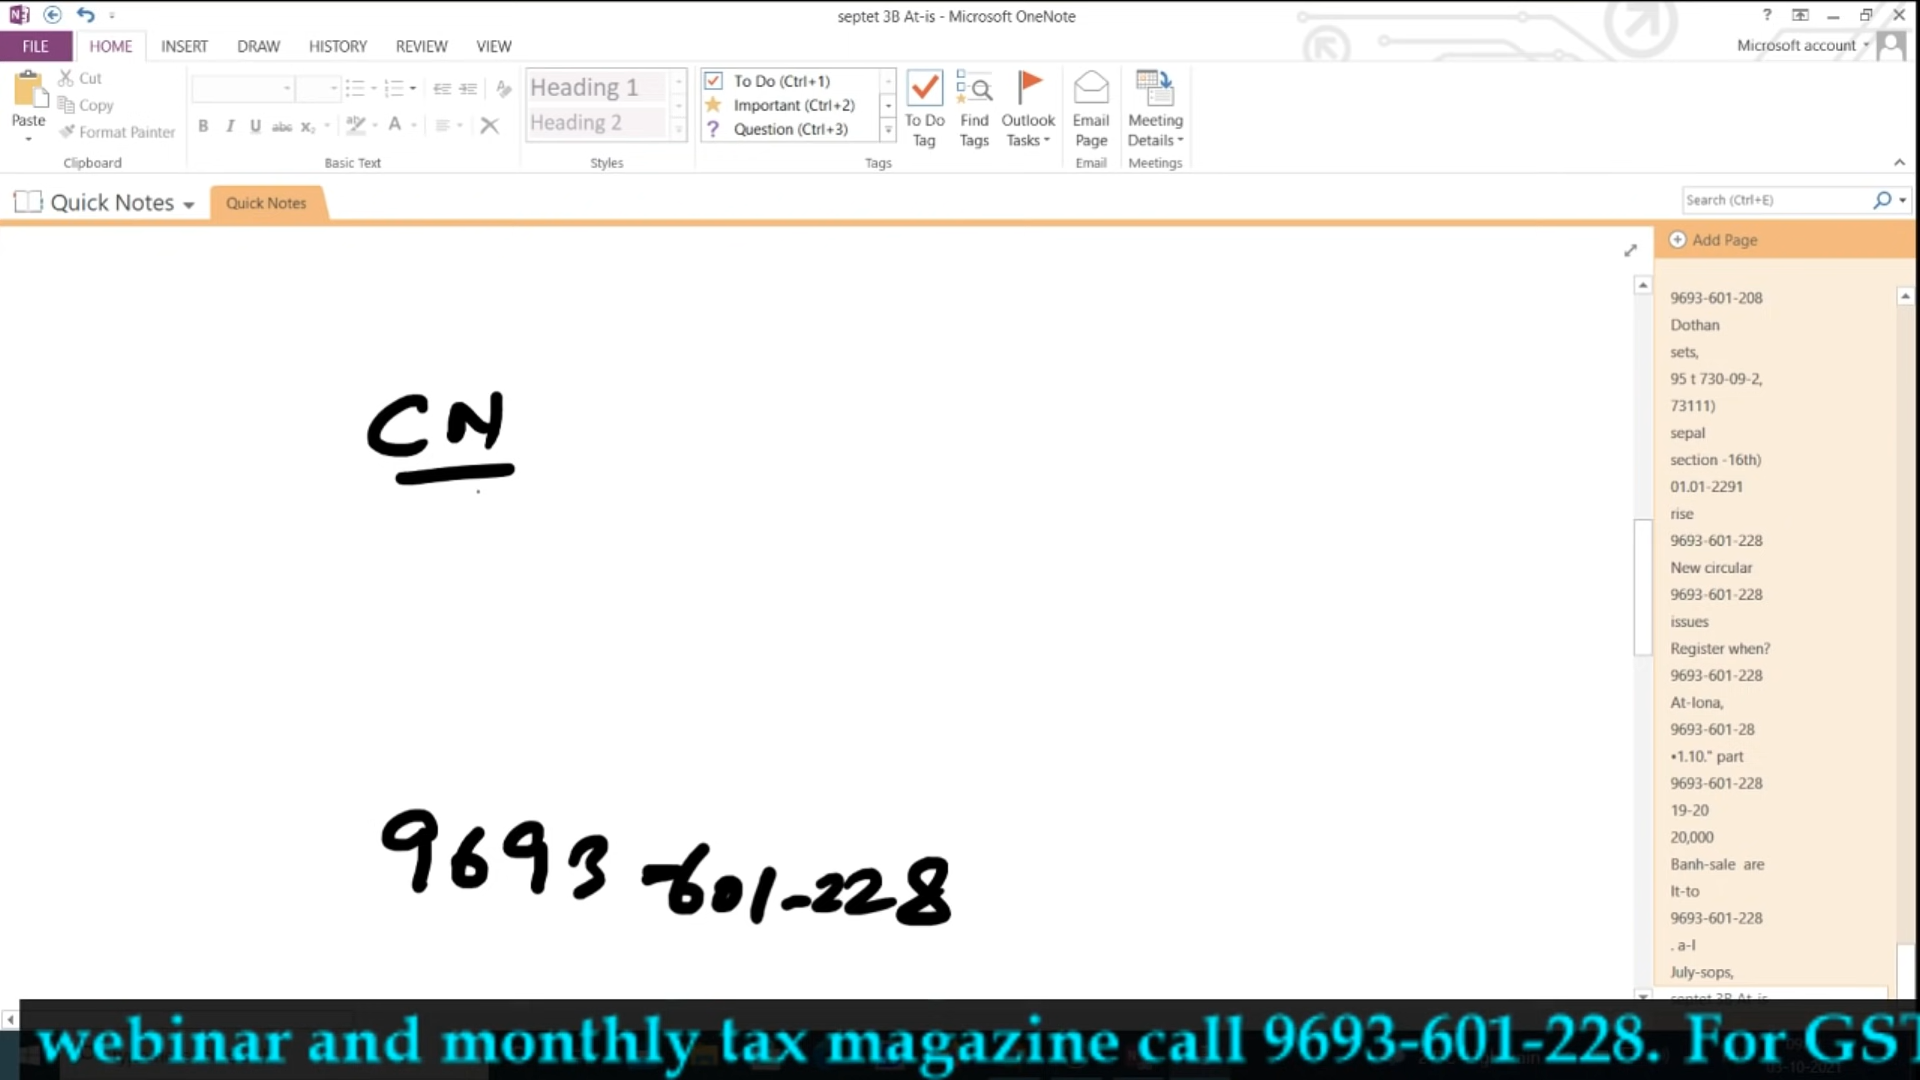 septet 3B At-is - Microsoft OneNote
FILE HOME INSERT DRAW HISTORY REVIEW VIEW
Microsoft account
Paste
Cut
Copy
Format Painter
Clipboard
B I U abc
Basic Text
Heading 1
Heading 2
Styles
To Do (Ctrl+1)
Important (Ctrl+2)
Question (Ctrl+3)
Tags
To Do Tag
Find Tags
Outlook Tasks
Email Page
Email
Meeting Details
Meetings
Quick Notes
Quick Notes
Search (Ctrl+E)
Add Page
CN
9693-601-228
9693-601-208
Dothan
sets,
95 t 730-09-2,
73111)
sepal
section -16th)
01.01-2291
rise
9693-601-228
New circular
9693-601-228
issues
Register when?
9693-601-228
At-Iona,
9693-601-28
•1.10." part
9693-601-228
19-20
20,000
Banh-sale are
It-to
9693-601-228
. a-I
July-sops,
septet 3B At-is
webinar and monthly tax magazine call 9693-601-228. For GST